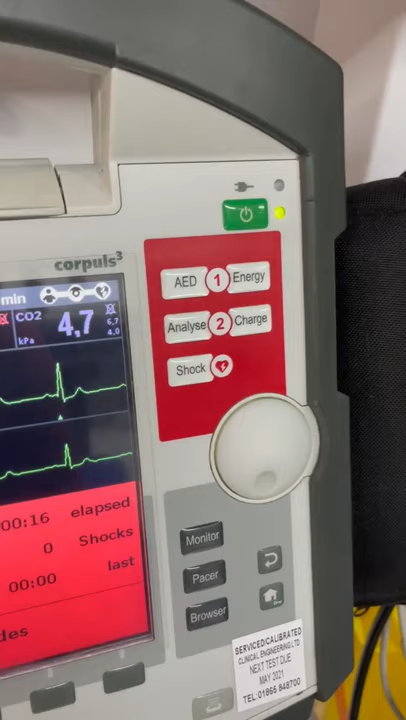 corpuls³
min
CO2
kPa
4,7
6,7
4,0
AED 1 Energy
Analyse 2 Charge
Shock
00:16 elapsed
0 Shocks
00:00 last
des
Monitor
Pacer
Browser
SERVICED/CALIBRATED
CLINICAL ENGINEERING LTD
NEXT TEST DUE
MAY 2021
TEL: 01865 848700